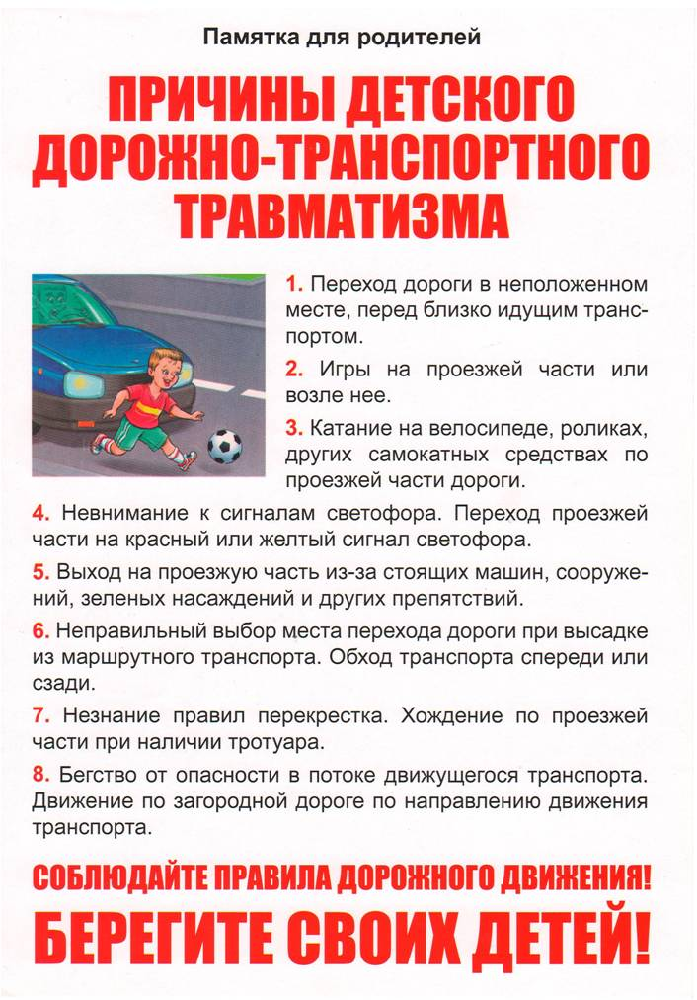 Памятка для родителей
ПРИЧИНЫ ДЕТСКОГО
ДОРОЖНО-ТРАНСПОРТНОГО
ТРАВМАТИЗМА
1. Переход дороги в неположенном
месте, перед близко идущим транс-
портом.
2. Игры на проезжей части или
возле нее.
3. Катание на велосипеде, роликах,
других самокатных средствах по
проезжей части дороги.
4. Невнимание к сигналам светофора. Переход проезжей
части на красный или желтый сигнал светофора.
5. Выход на проезжую часть из-за стоящих машин, сооруже-
ний, зеленых насаждений и других препятствий.
6. Неправильный выбор места перехода дороги при высадке
из маршрутного транспорта. Обход транспорта спереди или
сзади.
7. Незнание правил перекрестка. Хождение по проезжей
части при наличии тротуара.
8. Бегство от опасности в потоке движущегося транспорта.
Движение по загородной дороге по направлению движения
транспорта.
СОБЛЮДАЙТЕ ПРАВИЛА ДОРОЖНОГО ДВИЖЕНИЯ!
БЕРЕГИТЕ СВОИХ ДЕТЕЙ!